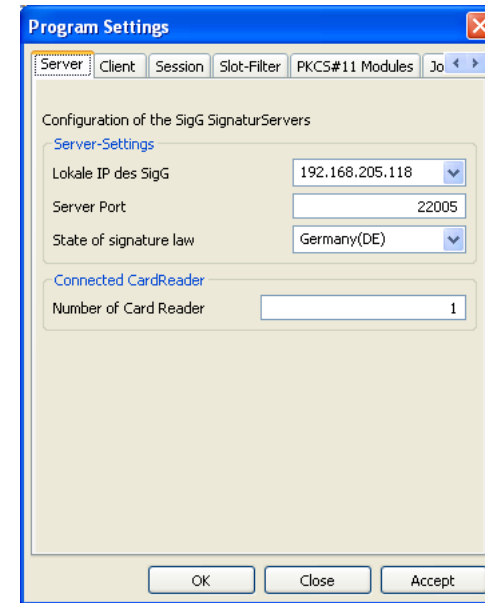 Program Settings
Server Client Session Slot-Filter PKCS#11 Modules Jo
Configuration of the SigG SignaturServers
Server-Settings
Lokale IP des SigG 192.168.205.118
Server Port 22005
State of signature law Germany(DE)
Connected CardReader
Number of Card Reader 1
OK Close Accept